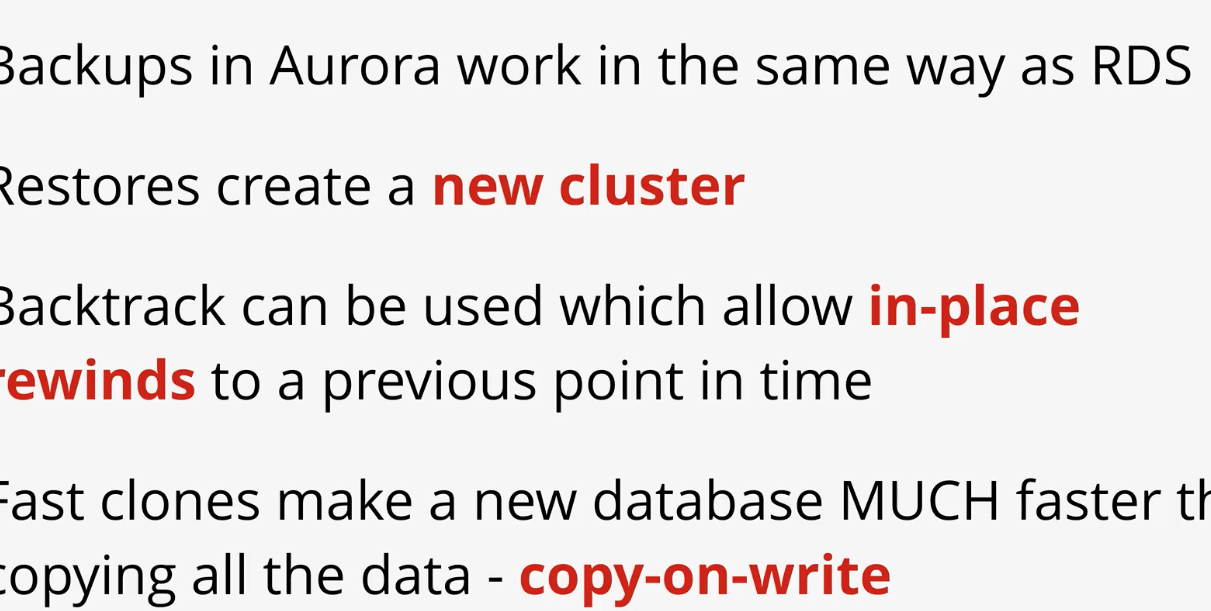 Backups in Aurora work in the same way as RDS
Restores create a new cluster
Backtrack can be used which allow in-place
rewinds to a previous point in time
Fast clones make a new database MUCH faster th
copying all the data - copy-on-write